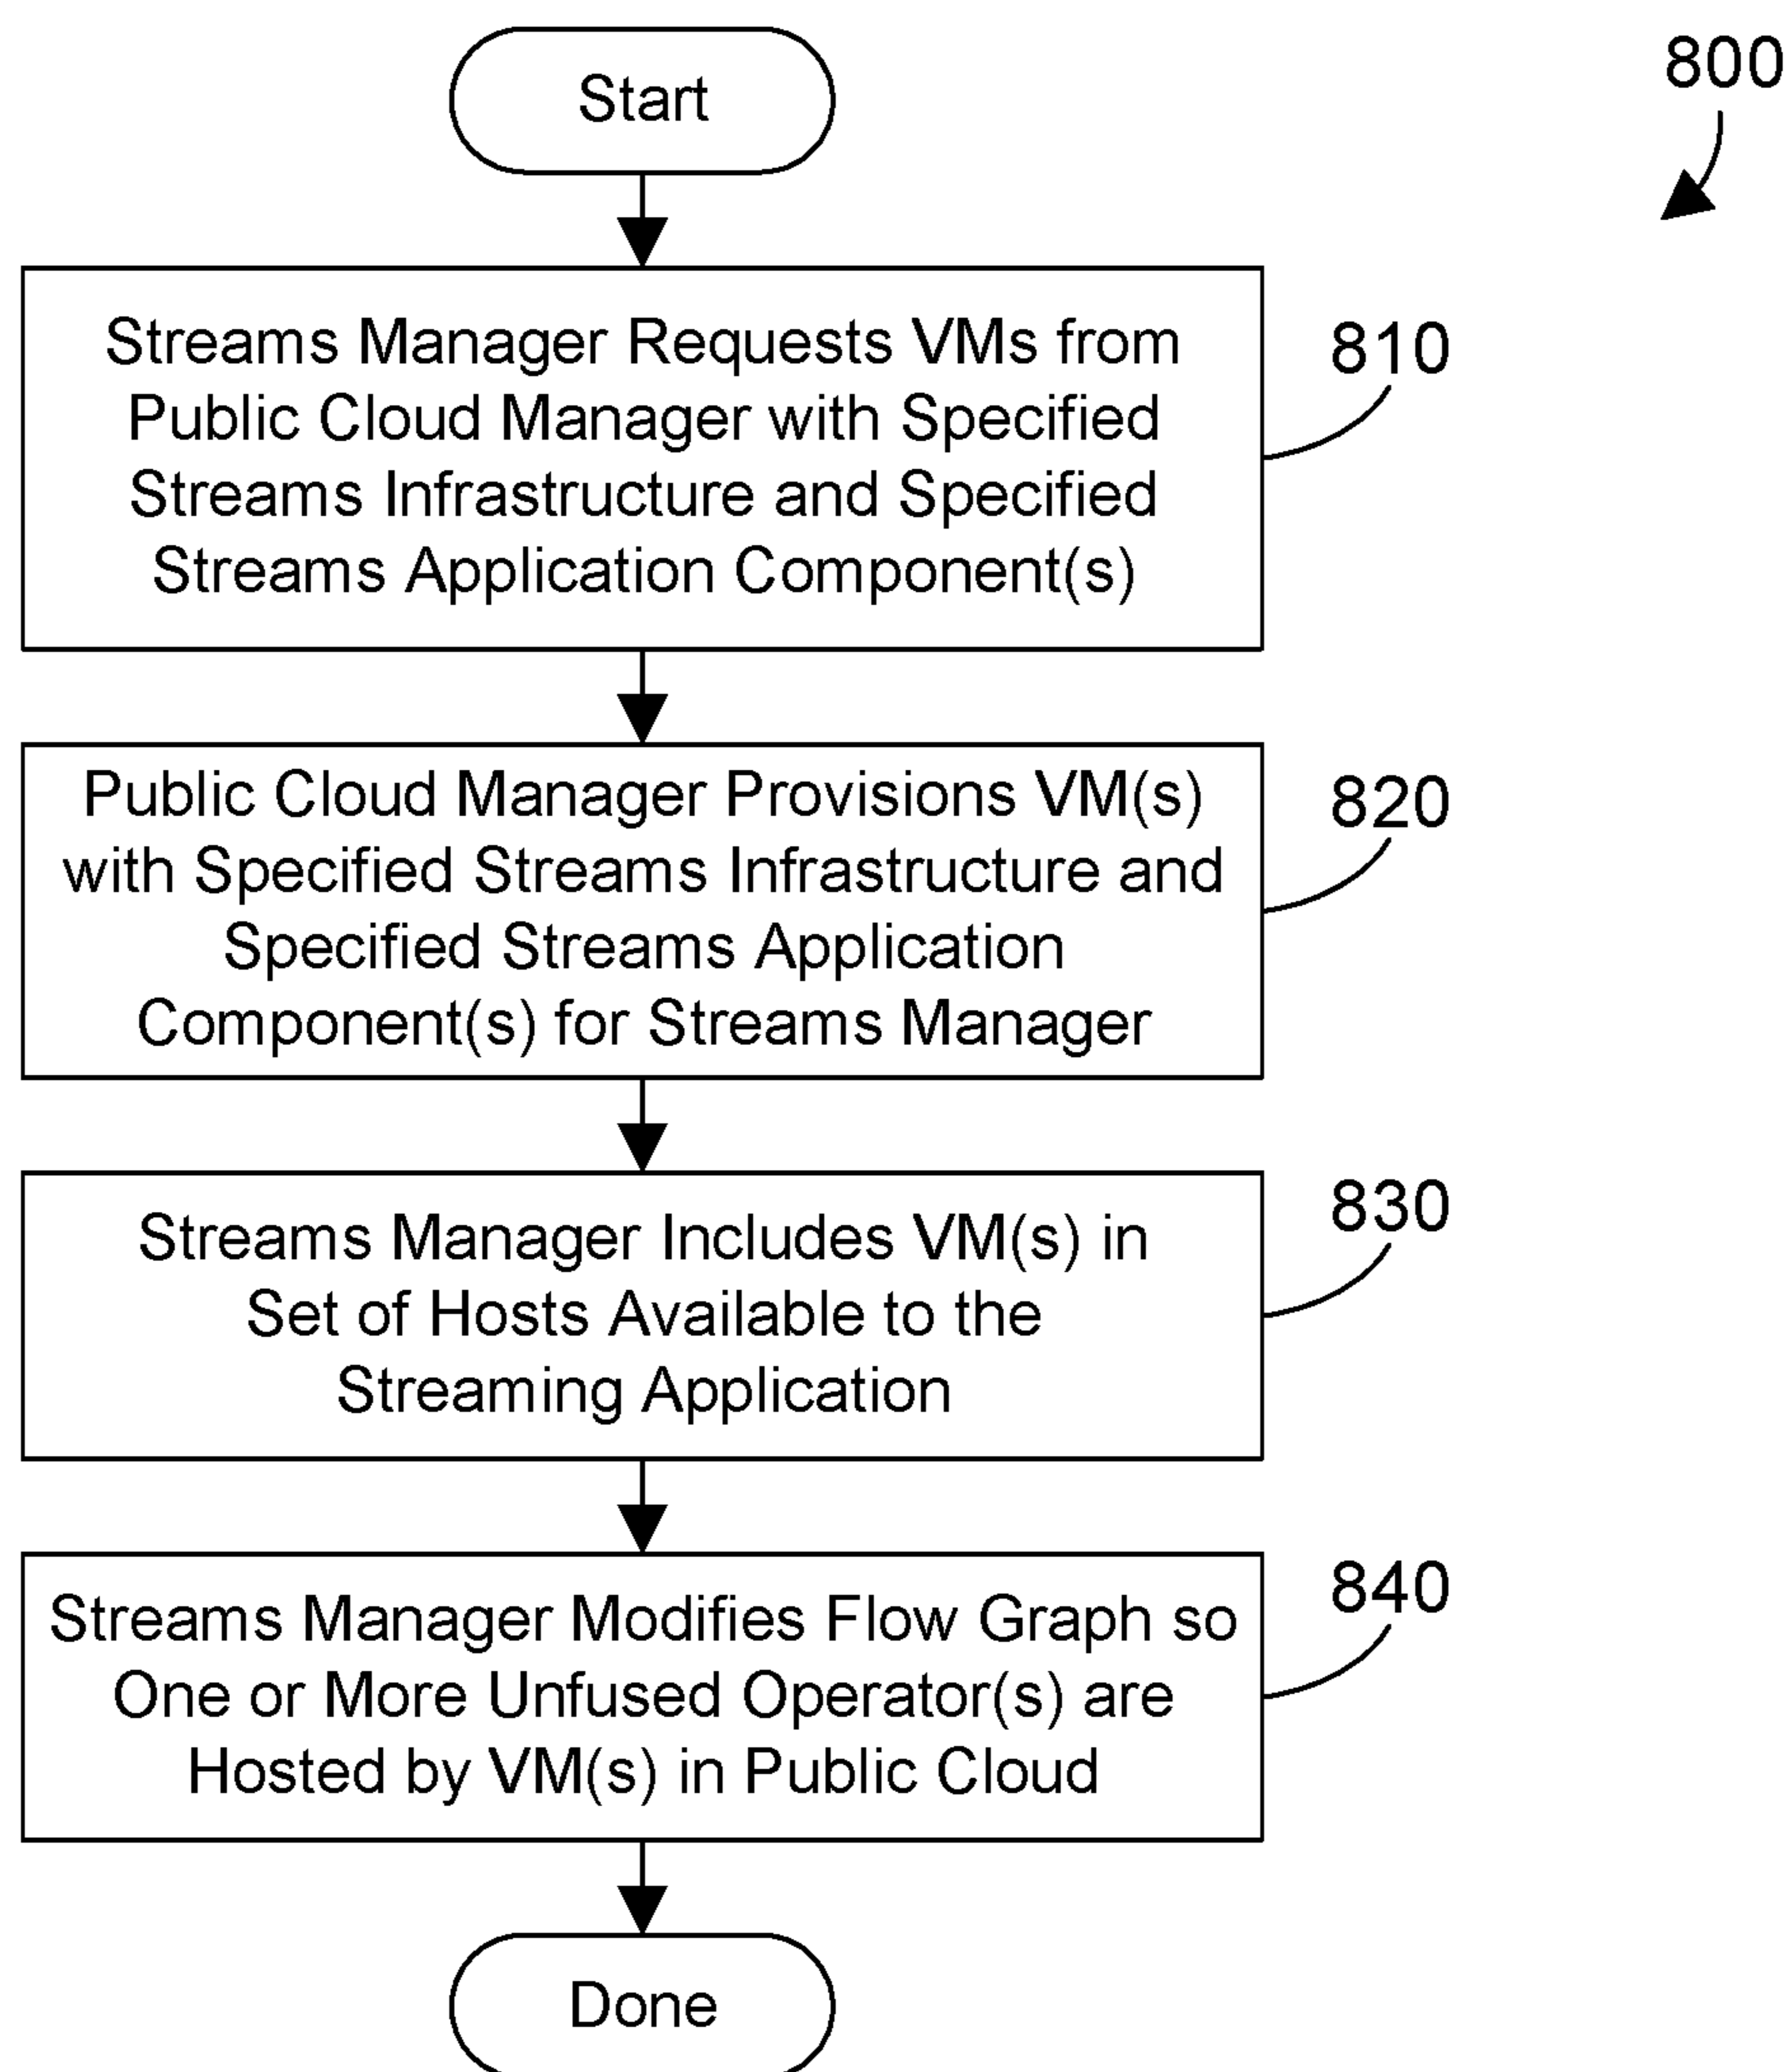 Start
800
Streams Manager Requests VMs from
Public Cloud Manager with Specified
Streams Infrastructure and Specified
Streams Application Component(s)
810
Public Cloud Manager Provisions VM(s)
with Specified Streams Infrastructure and
Specified Streams Application
Component(s) for Streams Manager
820
Streams Manager Includes VM(s) in
Set of Hosts Available to the
Streaming Application
830
Streams Manager Modifies Flow Graph so
One or More Unfused Operator(s) are
Hosted by VM(s) in Public Cloud
840
Done